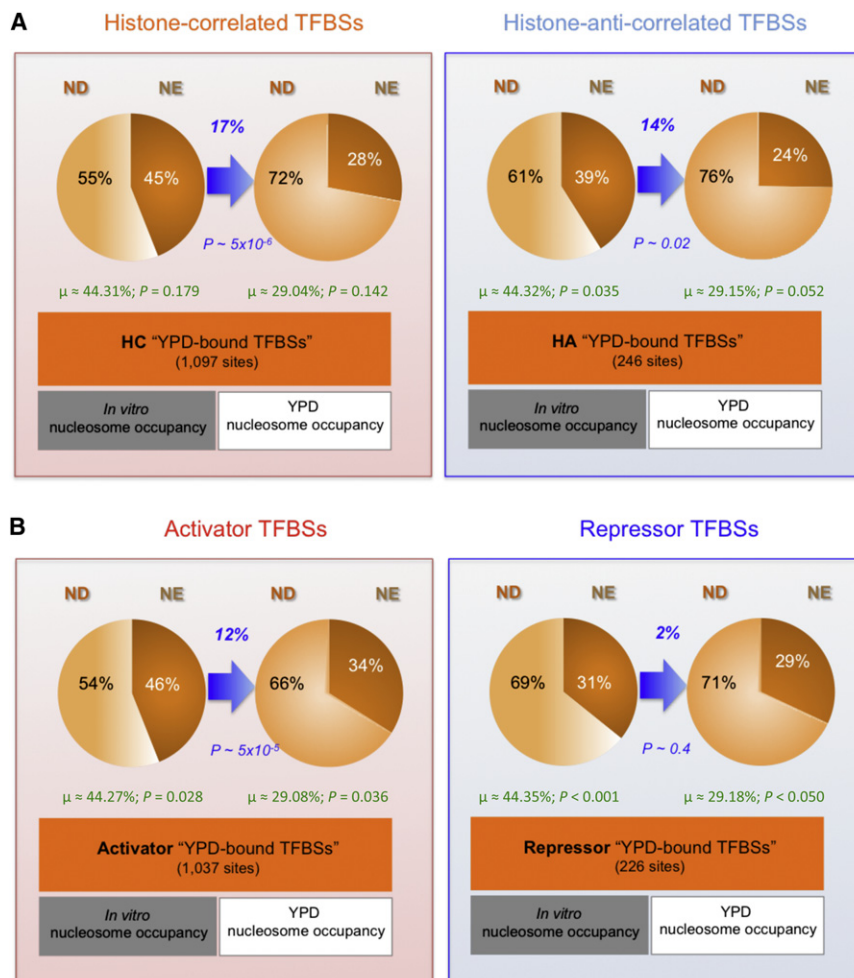 A
Histone-correlated TFBSs
Histone-anti-correlated TFBSs
ND NE ND NE
17%
55% 45% 72% 28%
P ~ 5x10⁻⁶
µ ≈ 44.31%; P = 0.179 µ ≈ 29.04%; P = 0.142
HC “YPD-bound TFBSs”
(1,097 sites)
In vitro
nucleosome occupancy
YPD
nucleosome occupancy
ND NE ND NE
14%
61% 39% 76% 24%
P ~ 0.02
µ ≈ 44.32%; P = 0.035 µ ≈ 29.15%; P = 0.052
HA “YPD-bound TFBSs”
(246 sites)
In vitro
nucleosome occupancy
YPD
nucleosome occupancy
B
Activator TFBSs
Repressor TFBSs
ND NE ND NE
12%
54% 46% 66% 34%
P ~ 5x10⁻⁵
µ ≈ 44.27%; P = 0.028 µ ≈ 29.08%; P = 0.036
Activator “YPD-bound TFBSs”
(1,037 sites)
In vitro
nucleosome occupancy
YPD
nucleosome occupancy
ND NE ND NE
2%
69% 31% 71% 29%
P ~ 0.4
µ ≈ 44.35%; P < 0.001 µ ≈ 29.18%; P < 0.050
Repressor “YPD-bound TFBSs”
(226 sites)
In vitro
nucleosome occupancy
YPD
nucleosome occupancy